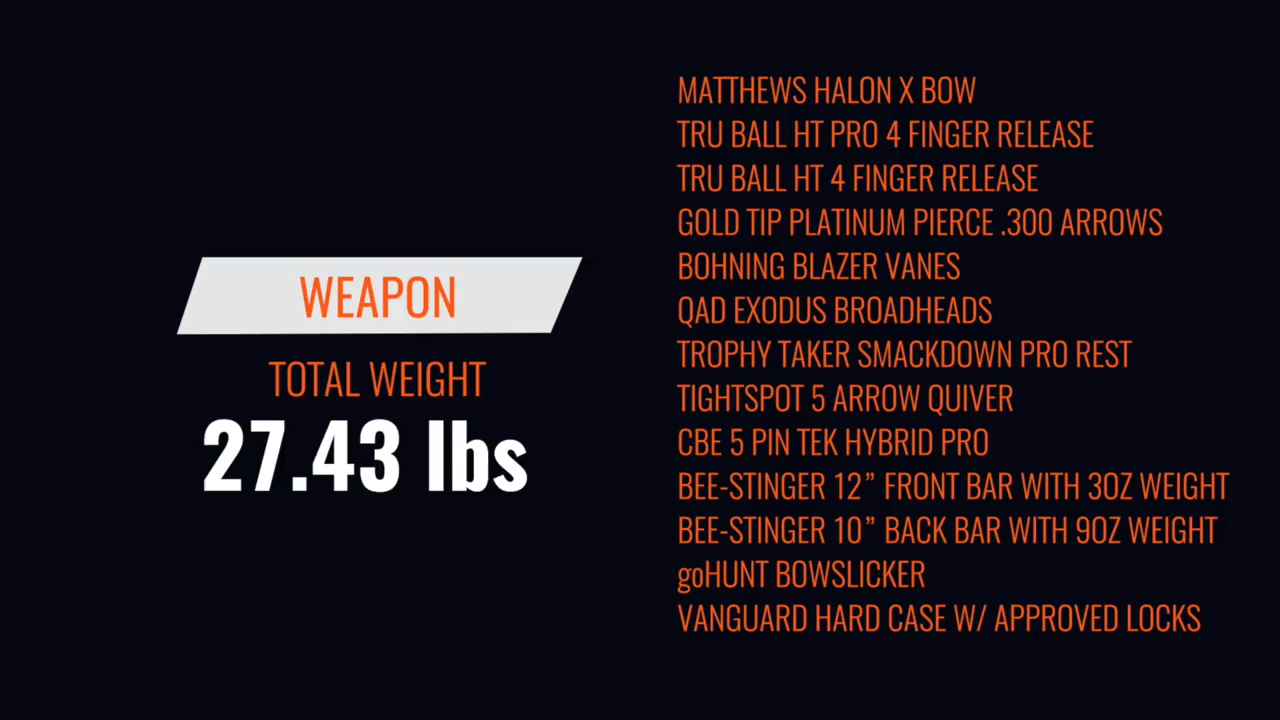 WEAPON
TOTAL WEIGHT
27.43 lbs
MATTHEWS HALON X BOW
TRU BALL HT PRO 4 FINGER RELEASE
TRU BALL HT 4 FINGER RELEASE
GOLD TIP PLATINUM PIERCE .300 ARROWS
BOHNING BLAZER VANES
QAD EXODUS BROADHEADS
TROPHY TAKER SMACKDOWN PRO REST
TIGHTSPOT 5 ARROW QUIVER
CBE 5 PIN TEK HYBRID PRO
BEE-STINGER 12” FRONT BAR WITH 3OZ WEIGHT
BEE-STINGER 10” BACK BAR WITH 9OZ WEIGHT
goHUNT BOWSLICKER
VANGUARD HARD CASE W/ APPROVED LOCKS